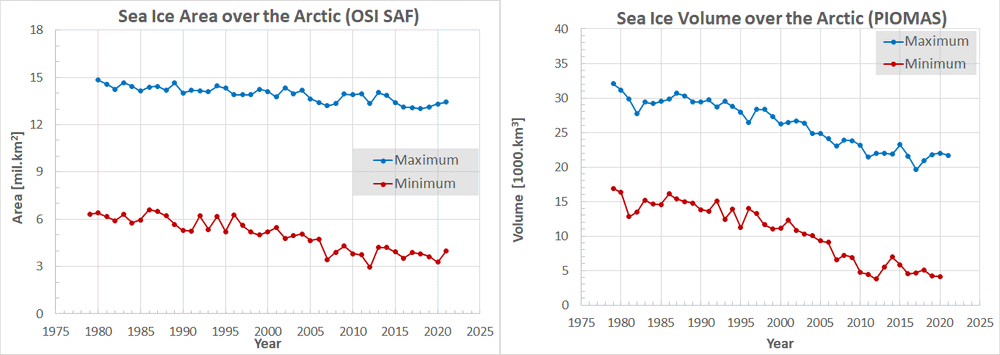 Sea Ice Area over the Arctic (OSI SAF)
18
15
12
9
6
3
0
Area [mil.km²]
Maximum
Minimum
1975 1980 1985 1990 1995 2000 2005 2010 2015 2020 2025
Year
Sea Ice Volume over the Arctic (PIOMAS)
40
35
30
25
20
15
10
5
0
Volume [1000.km³]
Maximum
Minimum
1975 1980 1985 1990 1995 2000 2005 2010 2015 2020 2025
Year